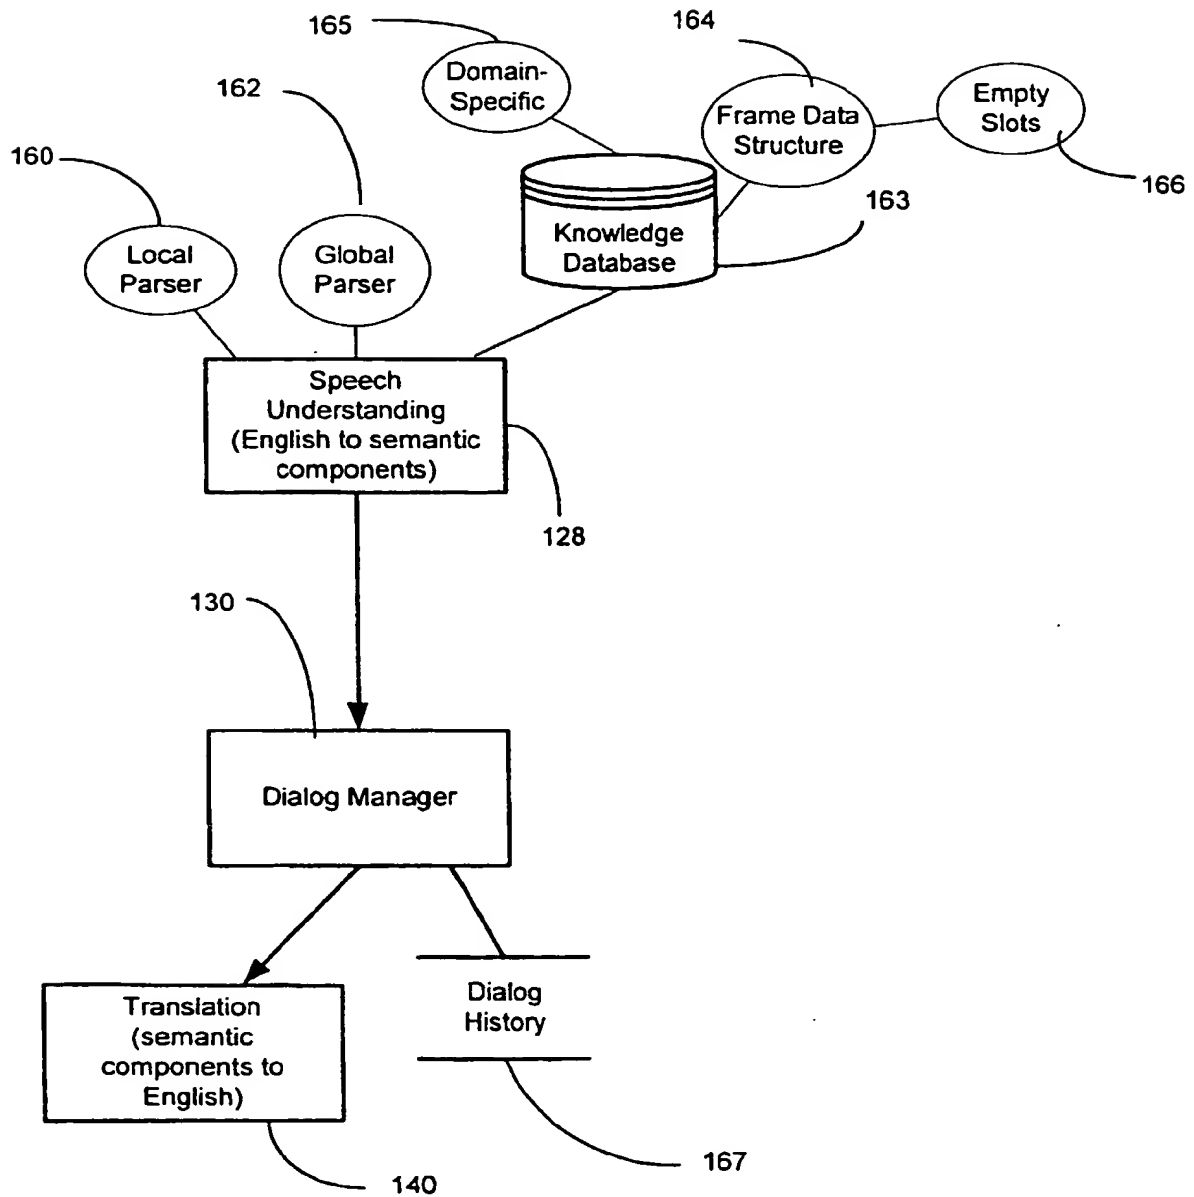 165
164
Domain-
Specific
Frame Data
Structure
Empty
Slots
162
160
166
163
Local
Parser
Global
Parser
Knowledge
Database
Speech
Understanding
(English to semantic
components)
128
130
Dialog Manager
Translation
(semantic
components to
English)
Dialog
History
167
140